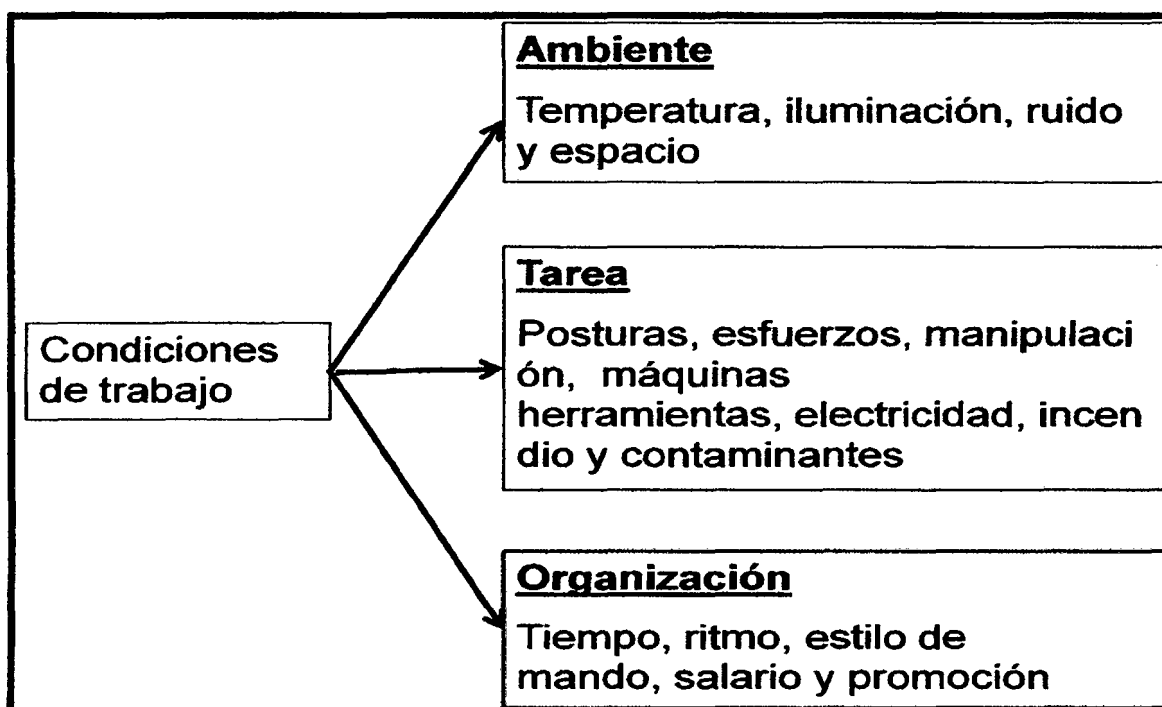 Ambiente
Temperatura, iluminación, ruido
y espacio
Tarea
Posturas, esfuerzos, manipulaci
ón, máquinas
herramientas, electricidad, incen
dio y contaminantes
Condiciones
de trabajo
Organización
Tiempo, ritmo, estilo de
mando, salario y promoción